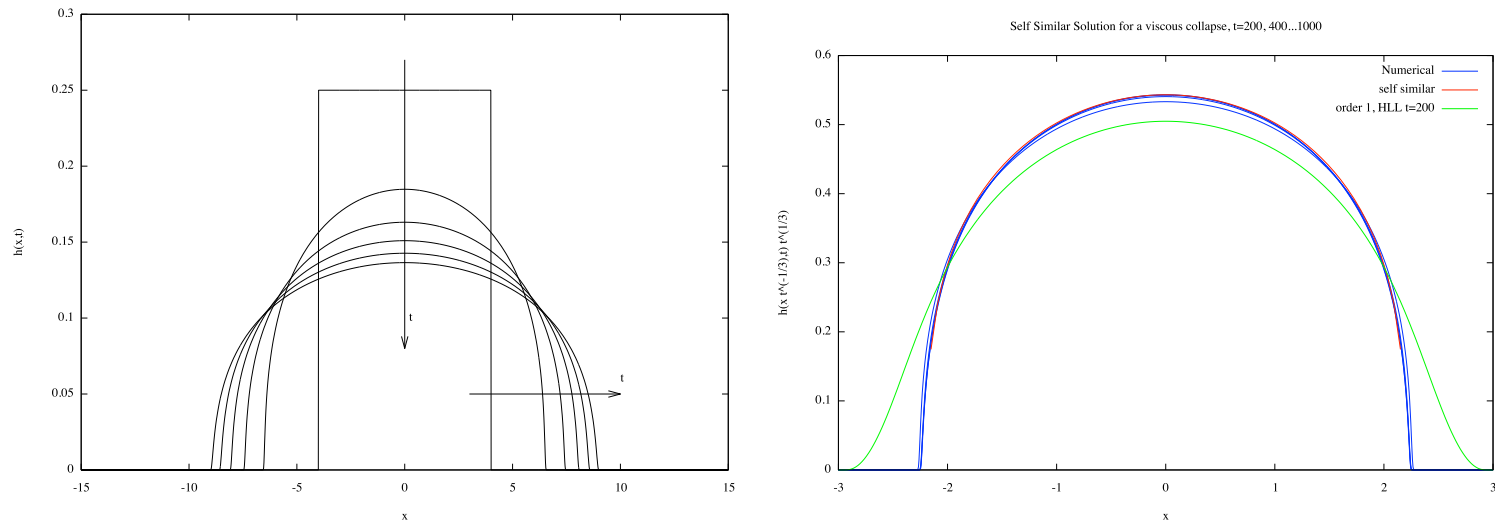 0.3
0.25
0.2
0.15
0.1
0.05
0
h(x,t)
t
t
-15
-10
-5
0
5
10
15
x
Self Similar Solution for a viscous collapse, t=200, 400...1000
0.6
0.5
0.4
0.3
0.2
0.1
0
h(x t^(-1/3),t) t^(1/3)
Numerical
self similar
order 1, HLL t=200
-3
-2
-1
0
1
2
3
x